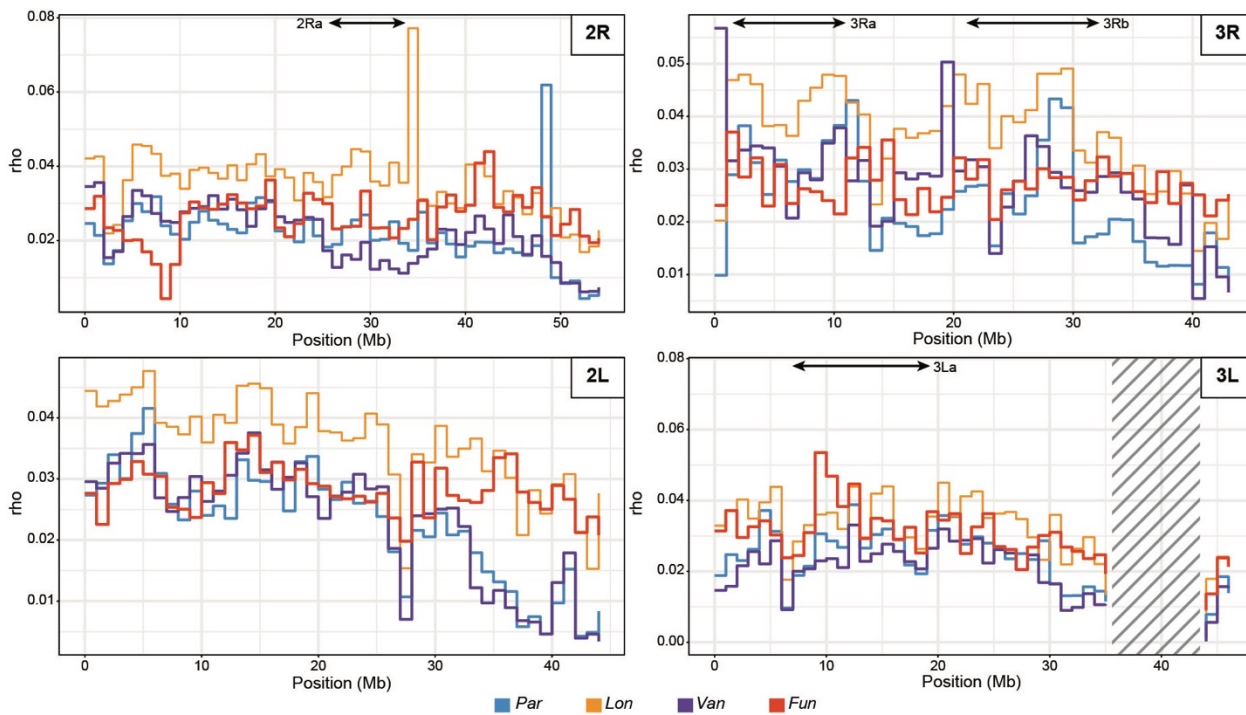 2Ra
2R
0.08
0.06
0.04
0.02
rho
0 10 20 30 40 50
Position (Mb)
3Ra
3Rb
3R
0.05
0.04
0.03
0.02
0.01
rho
0 10 20 30 40
Position (Mb)
2L
0.04
0.03
0.02
0.01
rho
0 10 20 30 40
Position (Mb)
3La
3L
0.08
0.06
0.04
0.02
0.00
rho
0 10 20 30 40
Position (Mb)
Par Lon Van Fun